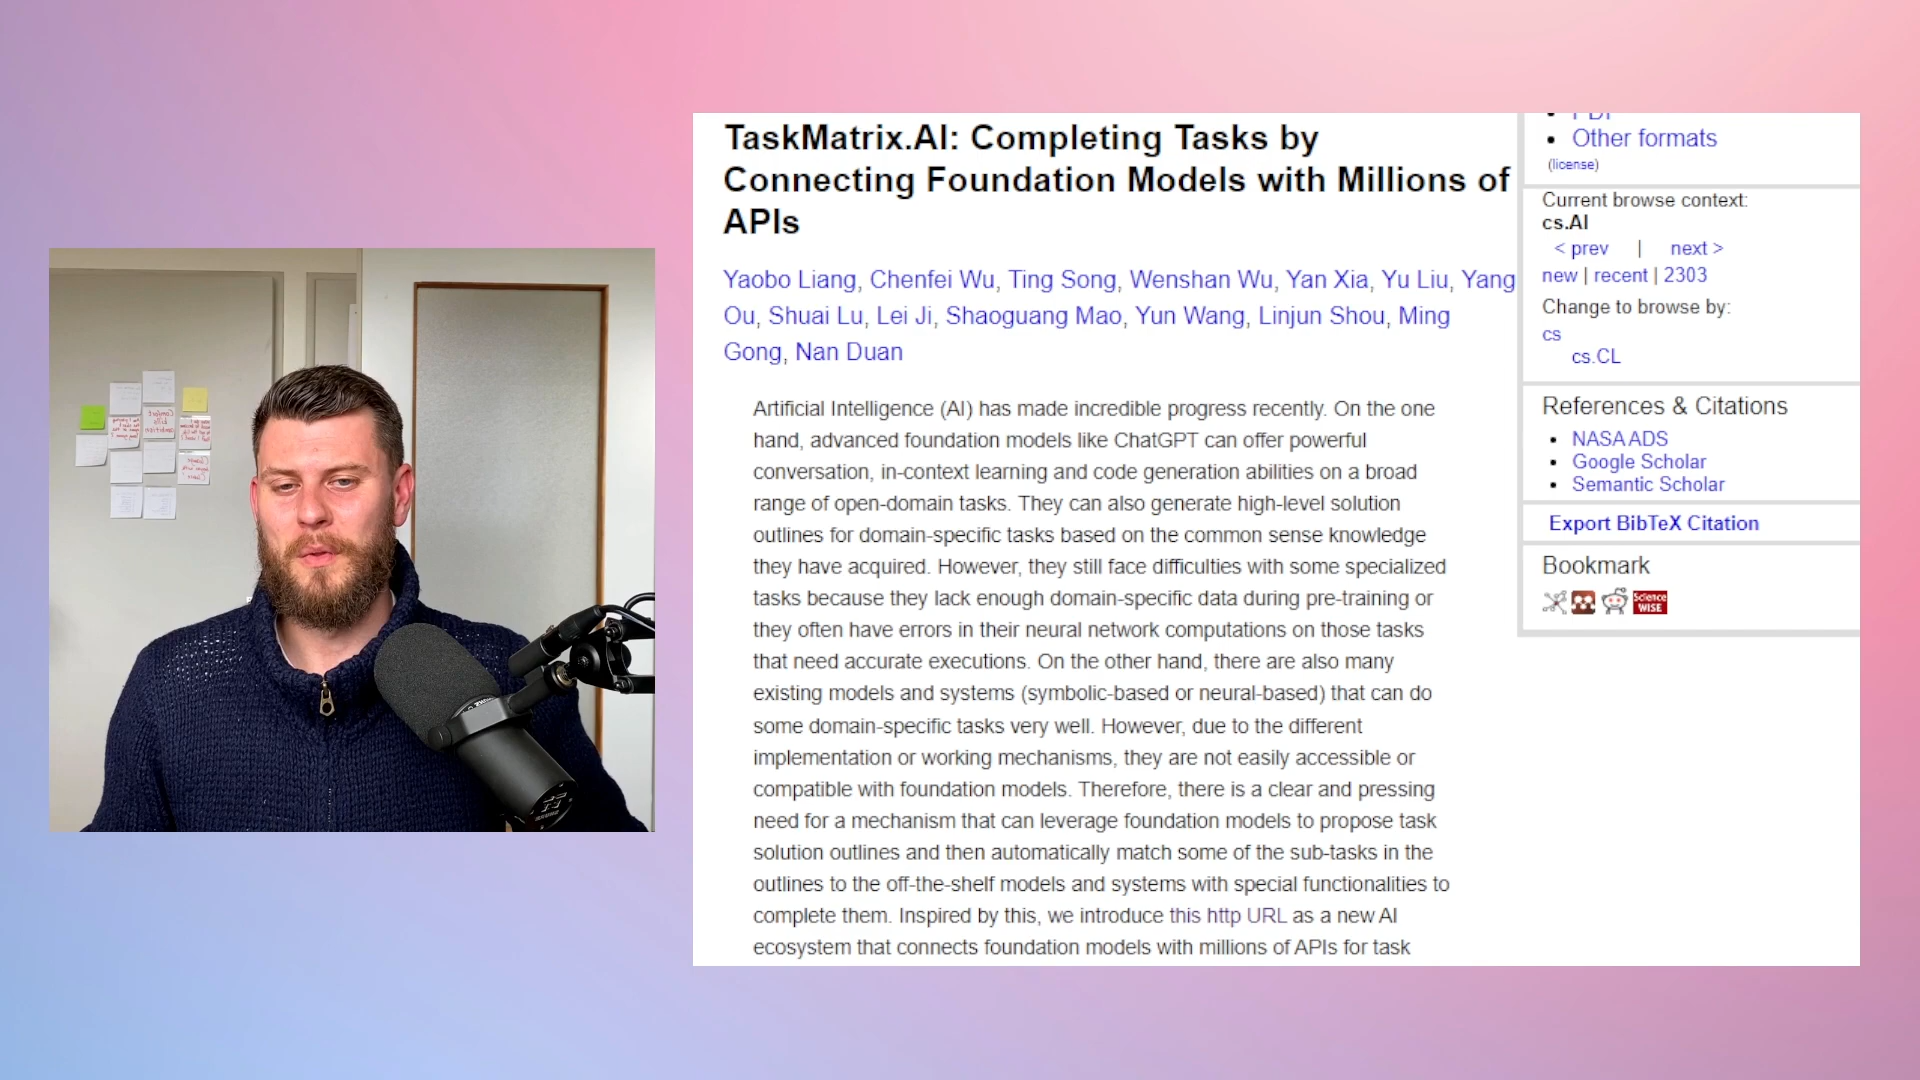 TaskMatrix.AI: Completing Tasks by
Connecting Foundation Models with Millions of
APIs
Yaobo Liang, Chenfei Wu, Ting Song, Wenshan Wu, Yan Xia, Yu Liu, Yang
Ou, Shuai Lu, Lei Ji, Shaoguang Mao, Yun Wang, Linjun Shou, Ming
Gong, Nan Duan
Artificial Intelligence (AI) has made incredible progress recently. On the one
hand, advanced foundation models like ChatGPT can offer powerful
conversation, in-context learning and code generation abilities on a broad
range of open-domain tasks. They can also generate high-level solution
outlines for domain-specific tasks based on the common sense knowledge
they have acquired. However, they still face difficulties with some specialized
tasks because they lack enough domain-specific data during pre-training or
they often have errors in their neural network computations on those tasks
that need accurate executions. On the other hand, there are also many
existing models and systems (symbolic-based or neural-based) that can do
some domain-specific tasks very well. However, due to the different
implementation or working mechanisms, they are not easily accessible or
compatible with foundation models. Therefore, there is a clear and pressing
need for a mechanism that can leverage foundation models to propose task
solution outlines and then automatically match some of the sub-tasks in the
outlines to the off-the-shelf models and systems with special functionalities to
complete them. Inspired by this, we introduce this http URL as a new AI
ecosystem that connects foundation models with millions of APIs for task
PDF
Other formats
(license)
Current browse context:
cs.AI
< prev | next >
new | recent | 2303
Change to browse by:
cs
cs.CL
References & Citations
NASA ADS
Google Scholar
Semantic Scholar
Export BibTeX Citation
Bookmark
Science
WISE
Comfort
kills
ambition